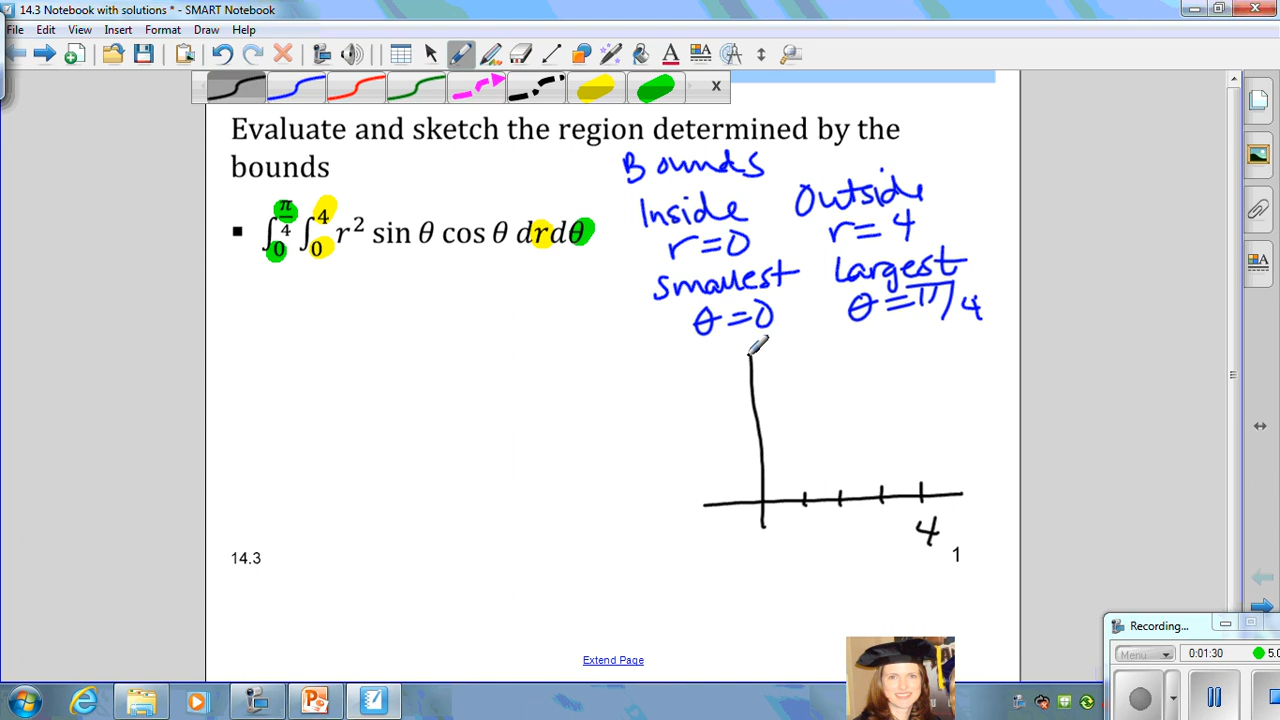 14.3 Notebook with solutions * - SMART Notebook
File Edit View Insert Format Draw Help
x
Evaluate and sketch the region determined by the
bounds
▪ ∫₀^(π/4) ∫₀^4 r² sin θ cos θ drdθ
Bounds
Inside Outside
r=0 r=4
Smallest Largest
θ=0 θ=π/4
4
14.3
1
Extend Page
Recording...
Menu
0:01:30
5.0